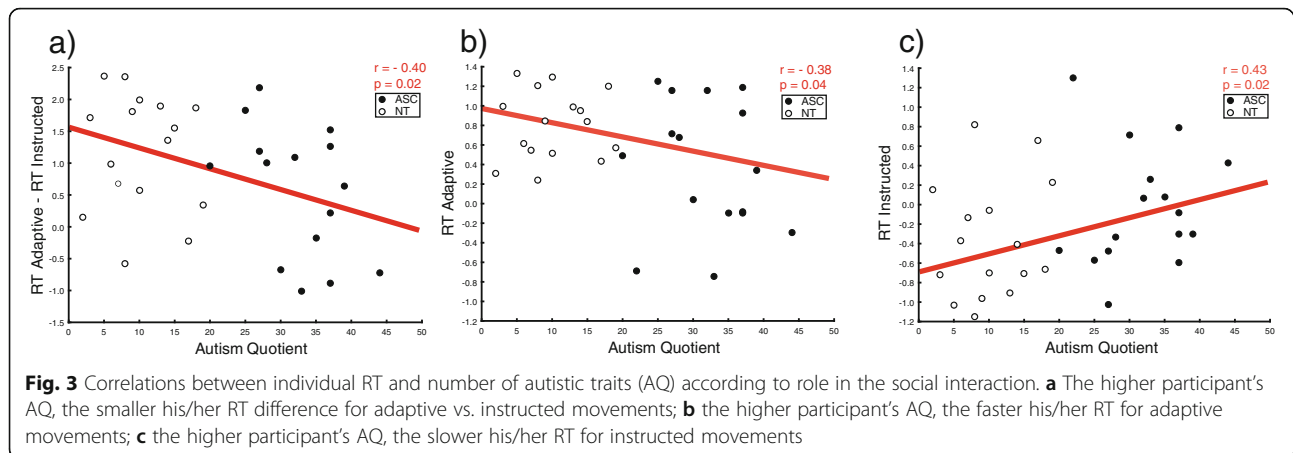 a)
r = - 0.40
p = 0.02
ASC
NT
2.5
2.0
1.5
1.0
0.5
0.0
-0.5
-1.0
-1.5
RT Adaptive - RT Instructed
0 5 10 15 20 25 30 35 40 45 50
Autism Quotient
b)
r = - 0.38
p = 0.04
ASC
NT
1.4
1.2
1.0
0.8
0.6
0.4
0.2
0.0
-0.2
-0.4
-0.6
-0.8
-1.0
-1.2
RT Adaptive
0 5 10 15 20 25 30 35 40 45 50
Autism Quotient
c)
r = 0.43
p = 0.02
ASC
NT
1.4
1.2
1.0
0.8
0.6
0.4
0.2
0.0
-0.2
-0.4
-0.6
-0.8
-1.0
-1.2
RT Instructed
0 5 10 15 20 25 30 35 40 45 50
Autism Quotient
Fig. 3 Correlations between individual RT and number of autistic traits (AQ) according to role in the social interaction. a The higher participant's
AQ, the smaller his/her RT difference for adaptive vs. instructed movements; b the higher participant's AQ, the faster his/her RT for adaptive
movements; c the higher participant's AQ, the slower his/her RT for instructed movements